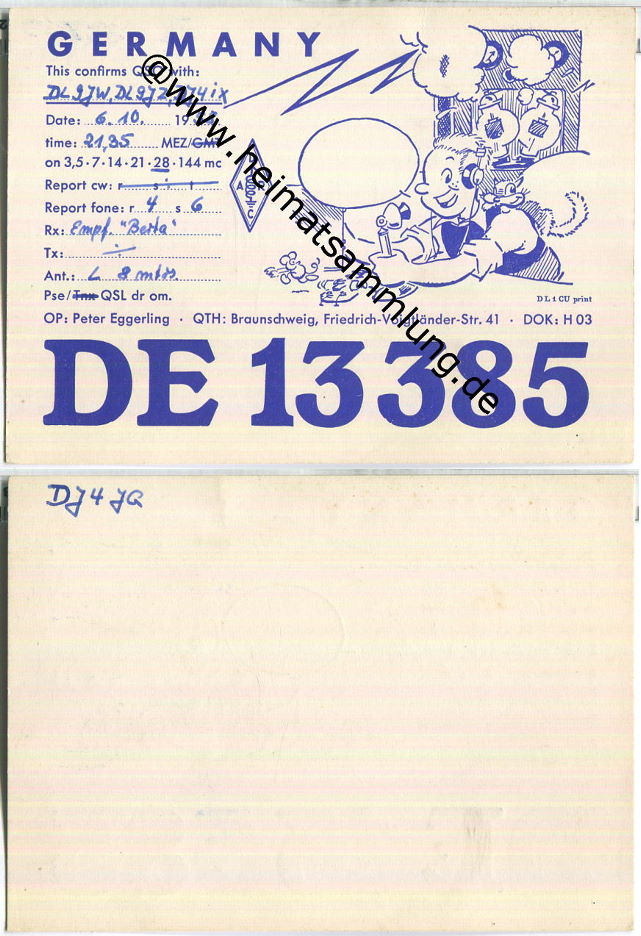 GERMANY
This confirms QSO with:
DL9JW, DL9JZ, DJ4iX
Date: 6.10. 19
time: 21,35 MEZ/GMT
on 3,5 · 7 · 14 · 21 · 28 · 144 mc
Report cw: r s t
Report fone: r 4 s 6
Rx: Empf. "Berta"
Tx: ÷
Ant.: L 8 mtrs
Pse/Tnx QSL dr om.
DL1CU print
OP: Peter Eggerling · QTH: Braunschweig, Friedrich-Voigtländer-Str. 41 · DOK: H 03
DE 13385
@www.heimatsammlung.de
DJ4JQ